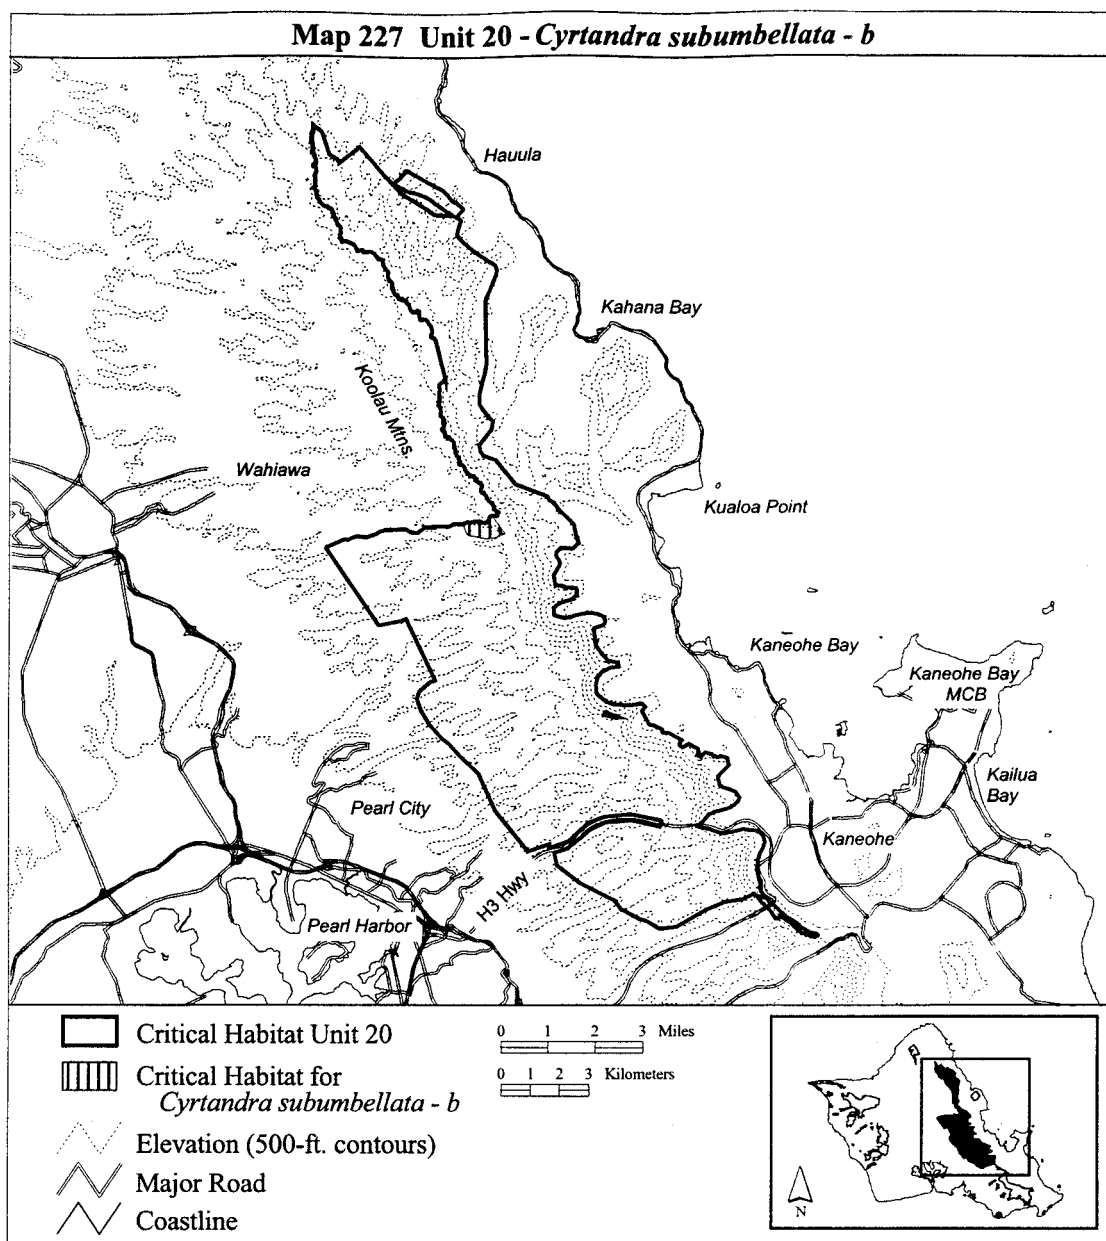 Map 227 Unit 20 - Cyrtandra subumbellata - b
Hauula
Kahana Bay
Koolau Mtns
Wahiawa
Kualoa Point
Kaneohe Bay
Kaneohe Bay
MCB
Kailua
Bay
Pearl City
Kaneohe
H3 Hwy
Pearl Harbor
Critical Habitat Unit 20
Critical Habitat for
Cyrtandra subumbellata - b
Elevation (500-ft. contours)
Major Road
Coastline
0 1 2 3 Miles
0 1 2 3 Kilometers
N